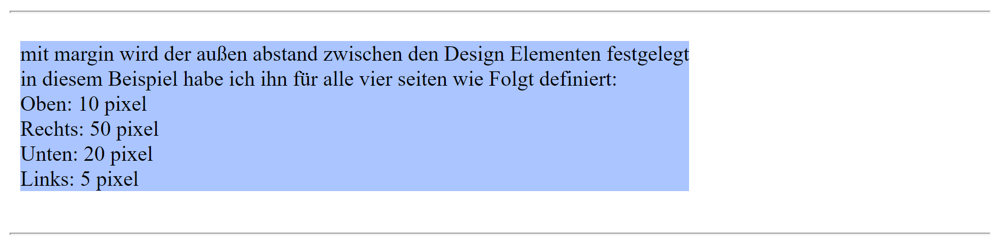 mit margin wird der außen abstand zwischen den Design Elementen festgelegt
in diesem Beispiel habe ich ihn für alle vier seiten wie Folgt definiert:
Oben: 10 pixel
Rechts: 50 pixel
Unten: 20 pixel
Links: 5 pixel